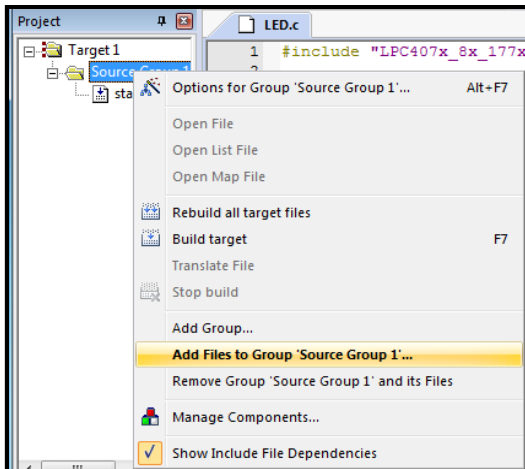 Project
LED.c
Target 1
1 #include "LPC407x_8x_177x
2
Source Group 1
sta
Options for Group 'Source Group 1'... Alt+F7
Open File
Open List File
Open Map File
Rebuild all target files
Build target F7
Translate File
Stop build
Add Group...
Add Files to Group 'Source Group 1'...
Remove Group 'Source Group 1' and its Files
Manage Components...
Show Include File Dependencies